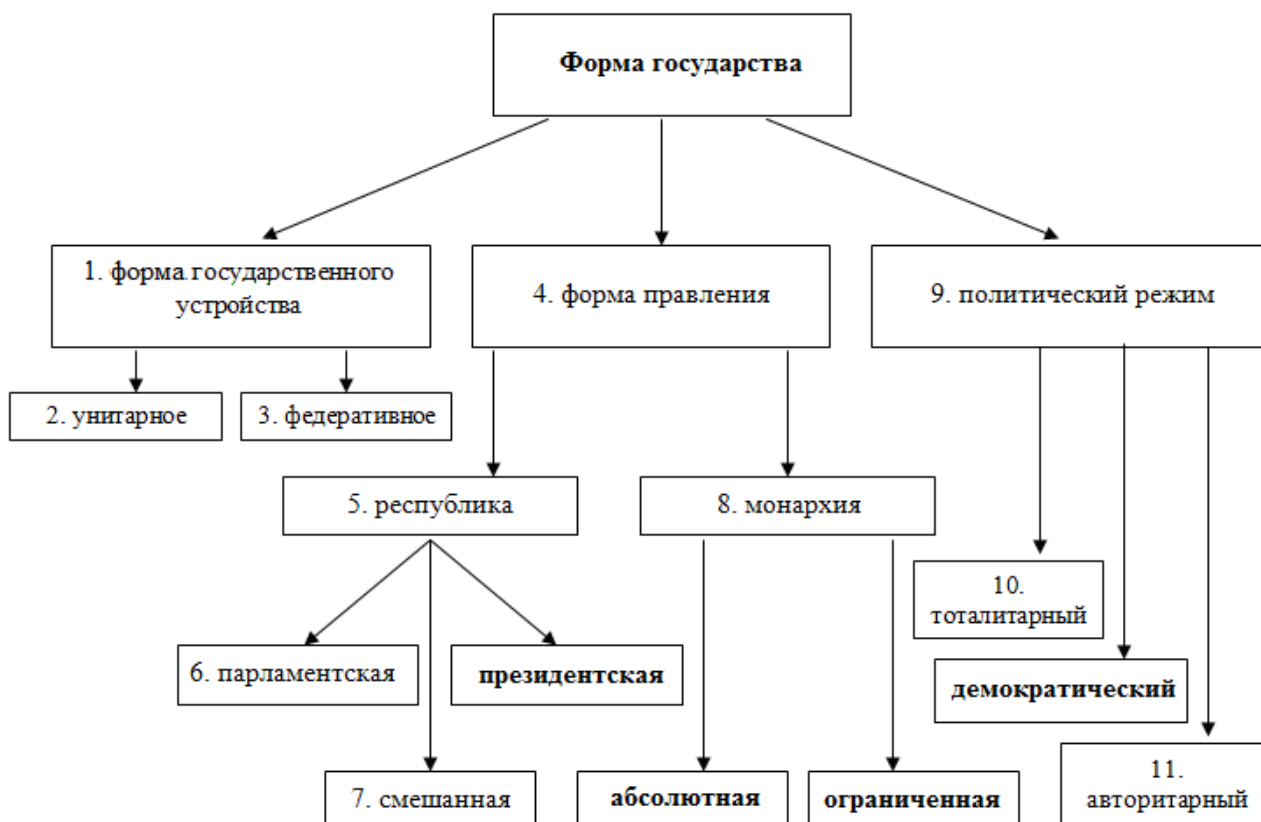 Форма государства
1. форма государственного
устройства
4. форма правления
9. политический режим
2. унитарное
3. федеративное
5. республика
8. монархия
10.
тоталитарный
6. парламентская
президентская
демократический
7. смешанная
абсолютная
ограниченная
11.
авторитарный